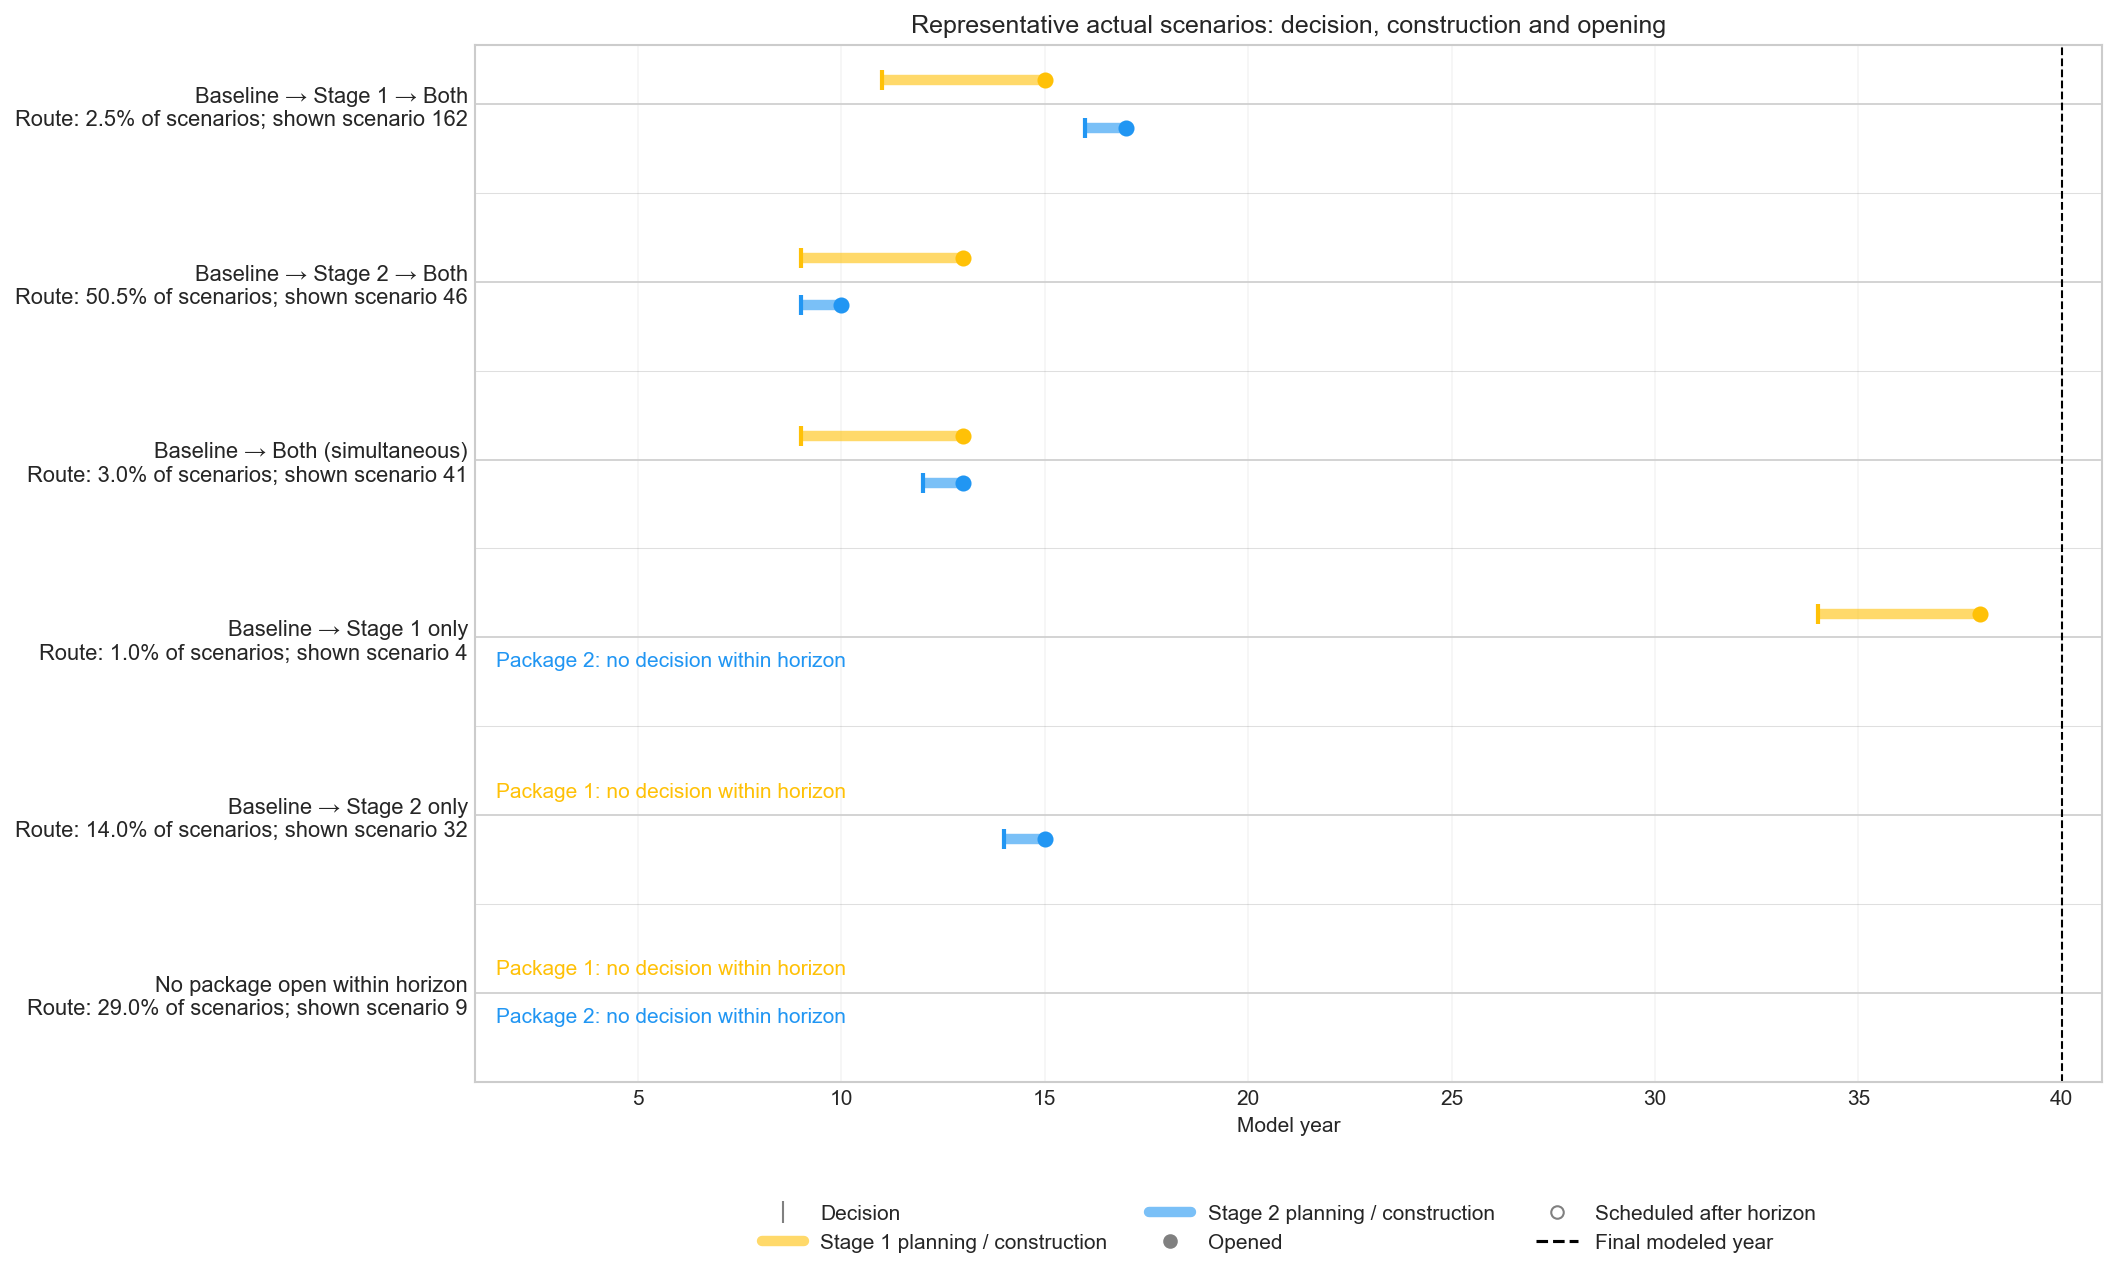 Representative actual scenarios: decision, construction and opening
Baseline → Stage 1 → Both
Route: 2.5% of scenarios; shown scenario 162
Baseline → Stage 2 → Both
Route: 50.5% of scenarios; shown scenario 46
Baseline → Both (simultaneous)
Route: 3.0% of scenarios; shown scenario 41
Baseline → Stage 1 only
Route: 1.0% of scenarios; shown scenario 4
Package 2: no decision within horizon
Package 1: no decision within horizon
Baseline → Stage 2 only
Route: 14.0% of scenarios; shown scenario 32
Package 1: no decision within horizon
No package open within horizon
Route: 29.0% of scenarios; shown scenario 9
Package 2: no decision within horizon
5 10 15 20 25 30 35 40
Model year
Decision
Stage 1 planning / construction
Stage 2 planning / construction
Opened
Scheduled after horizon
Final modeled year